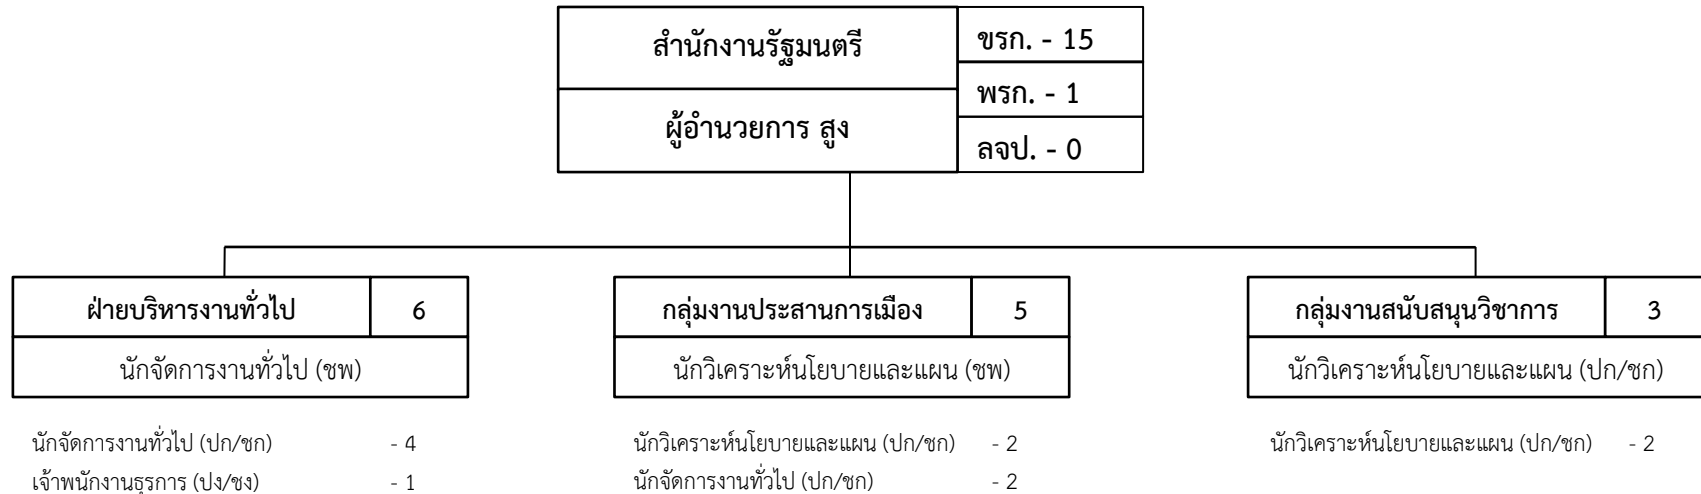 สำนักงานรัฐมนตรี
ขรก. - 15
พรก. - 1
ผู้อำนวยการ สูง
ลจป. - 0
ฝ่ายบริหารงานทั่วไป 6
นักจัดการงานทั่วไป (ชพ)
นักจัดการงานทั่วไป (ปก/ชก) - 4
เจ้าพนักงานธุรการ (ปง/ชง) - 1
กลุ่มงานประสานการเมือง 5
นักวิเคราะห์นโยบายและแผน (ชพ)
นักวิเคราะห์นโยบายและแผน (ปก/ชก) - 2
นักจัดการงานทั่วไป (ปก/ชก) - 2
กลุ่มงานสนับสนุนวิชาการ 3
นักวิเคราะห์นโยบายและแผน (ปก/ชก)
นักวิเคราะห์นโยบายและแผน (ปก/ชก) - 2